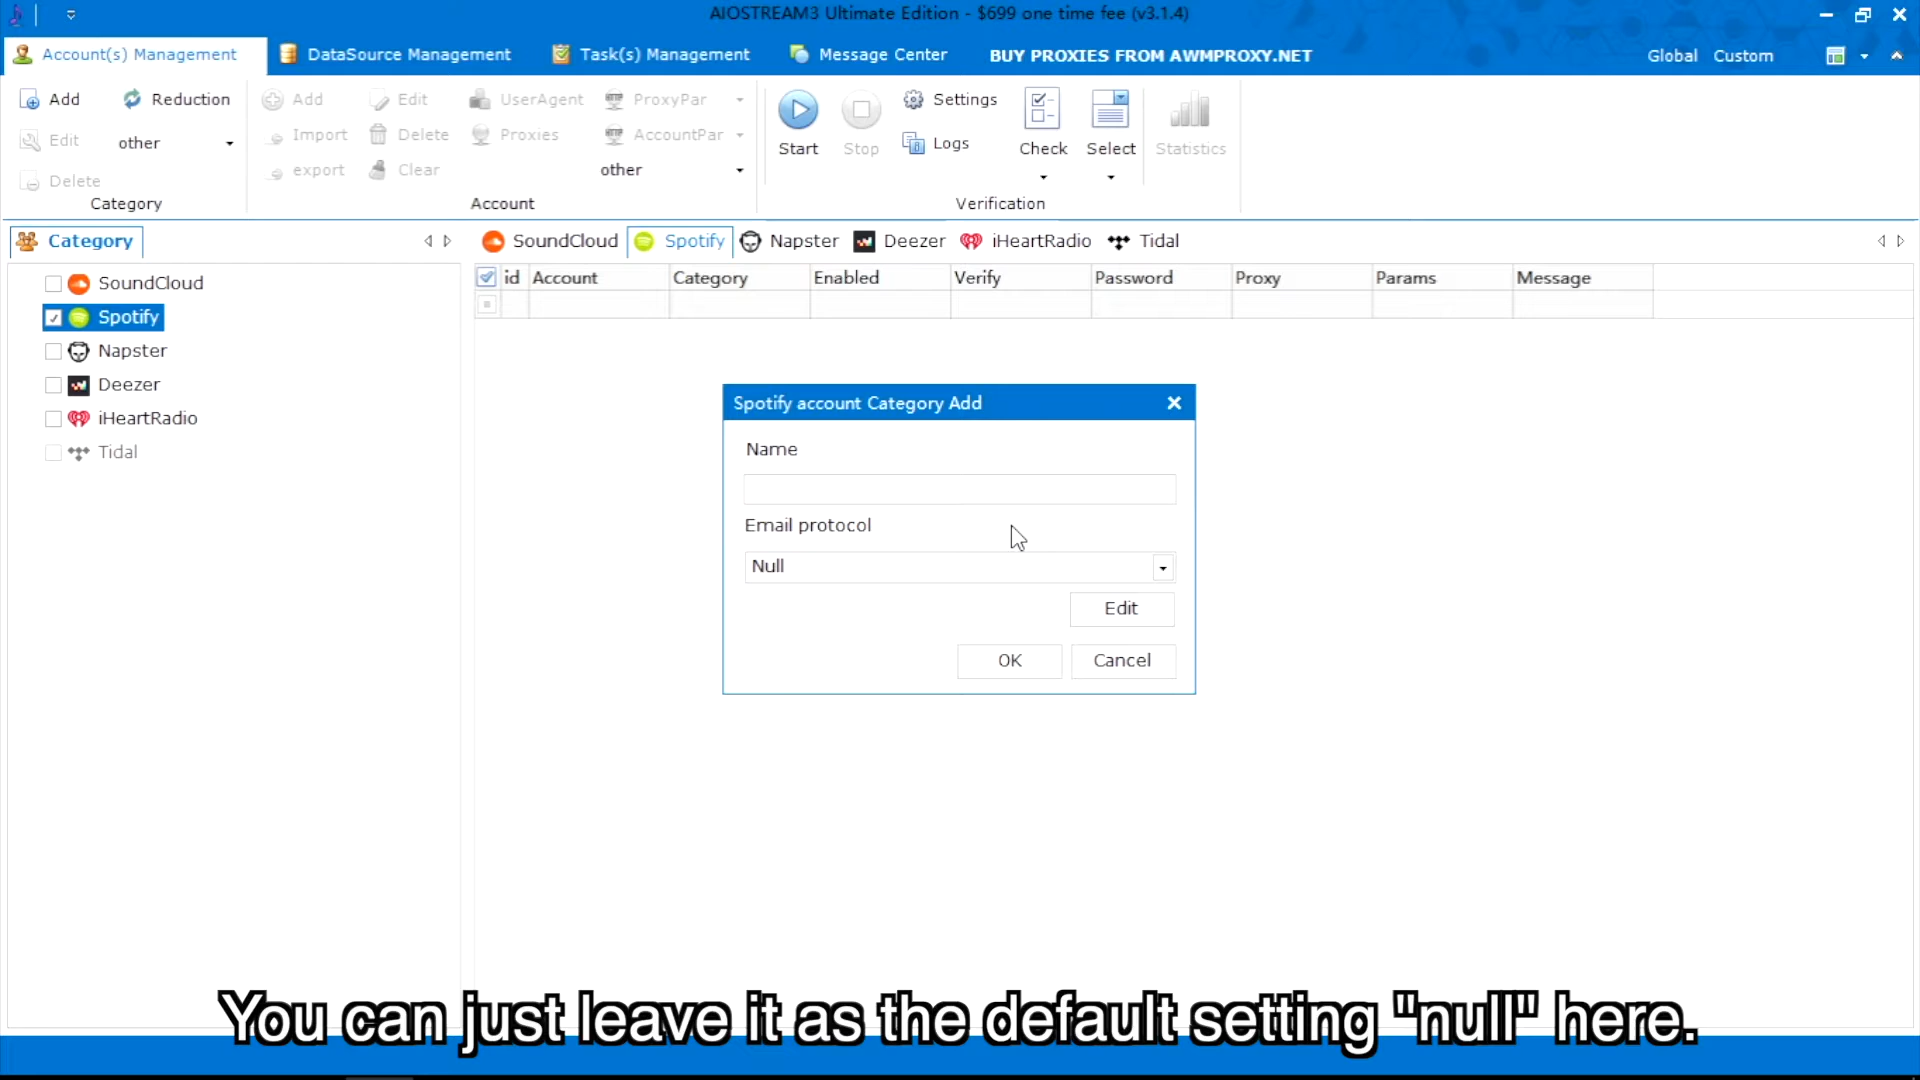 AIOSTREAM3 Ultimate Edition - $699 one time fee (v3.1.4)
Account(s) Management DataSource Management Task(s) Management Message Center BUY PROXIES FROM AWMPROXY.NET Global Custom
Add Reduction Add Edit UserAgent ProxyPar Settings
Edit other Import Delete Proxies AccountPar Start Stop Logs Check Select Statistics
Delete export Clear other
Category Account Verification
Category SoundCloud Spotify Napster Deezer iHeartRadio Tidal
id Account Category Enabled Verify Password Proxy Params Message
SoundCloud
Spotify
Napster
Deezer
iHeartRadio
Tidal
Spotify account Category Add
Name
Email protocol
Null
Edit
OK Cancel
You can just leave it as the default setting "null" here.